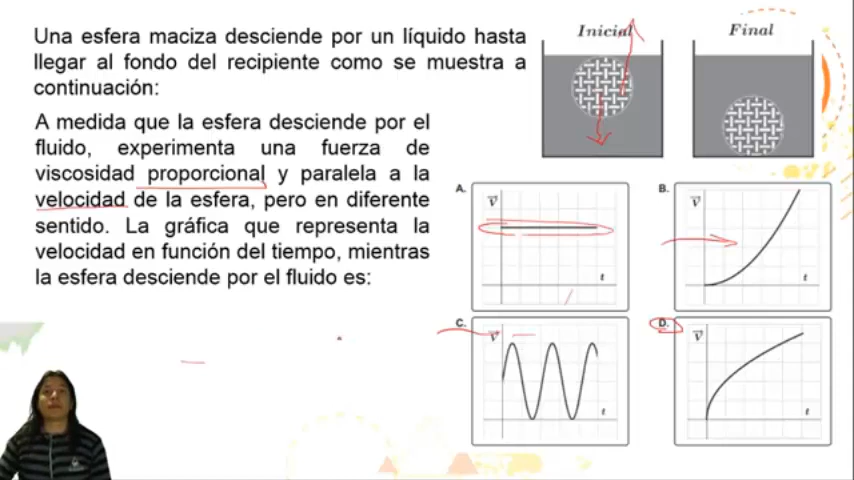 Una esfera maciza desciende por un líquido hasta
llegar al fondo del recipiente como se muestra a
continuación:
A medida que la esfera desciende por el
fluido, experimenta una fuerza de
viscosidad proporcional y paralela a la
velocidad de la esfera, pero en diferente
sentido. La gráfica que representa la
velocidad en función del tiempo, mientras
la esfera desciende por el fluido es:
Inicial
Final
A.
V
t
B.
V
t
C.
V
t
D.
V
t